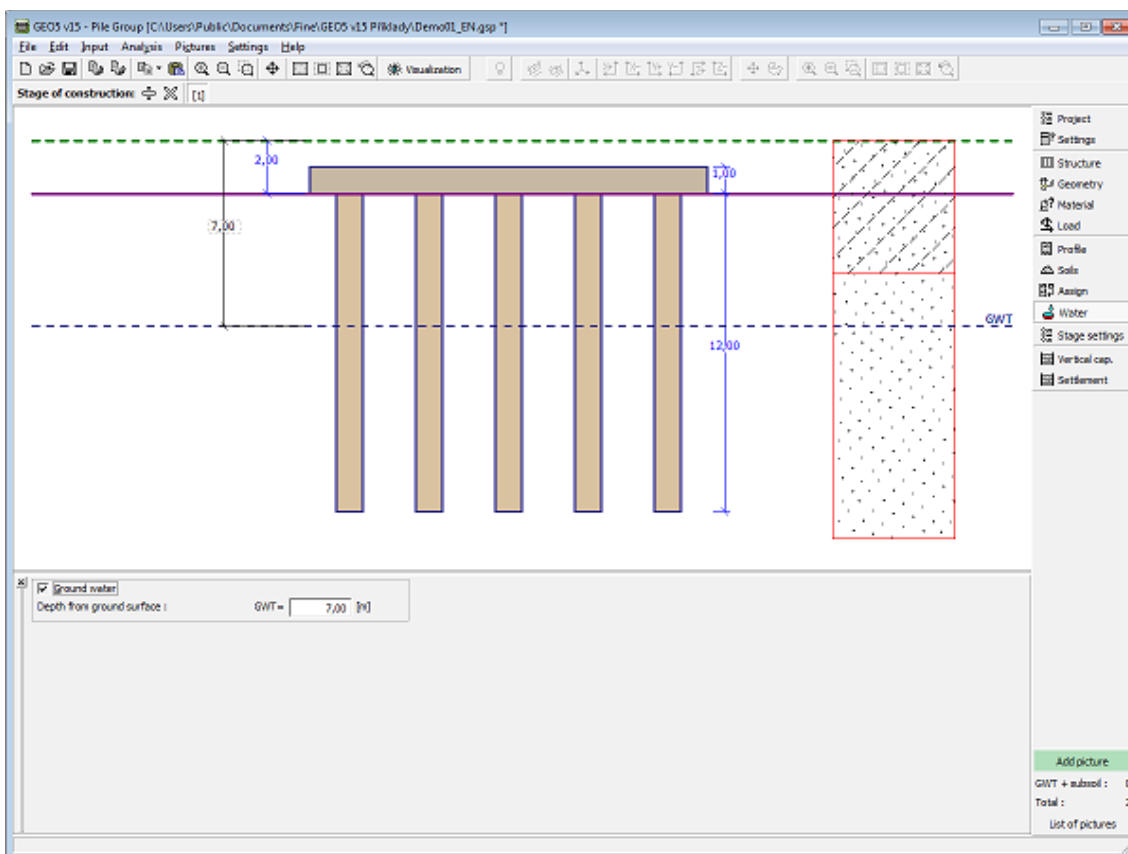 GEO5 v15 - Pile Group [C:\Users\Public\Documents\Fine\GEO5 v15 Příklady\Demo01_EN.gsp *]
File Edit Input Analysis Pictures Settings Help
Visualization
Stage of construction: [1]
Project
Settings
Structure
Geometry
Material
Load
Profile
Soils
Assign
Water
Stage settings
Vertical cap.
Settlement
2,00
1,00
7,00
GWT
12,00
Ground water
Depth from ground surface : GWT = 7,00 [m]
Add picture
GWT + subsoil :
Total :
List of pictures